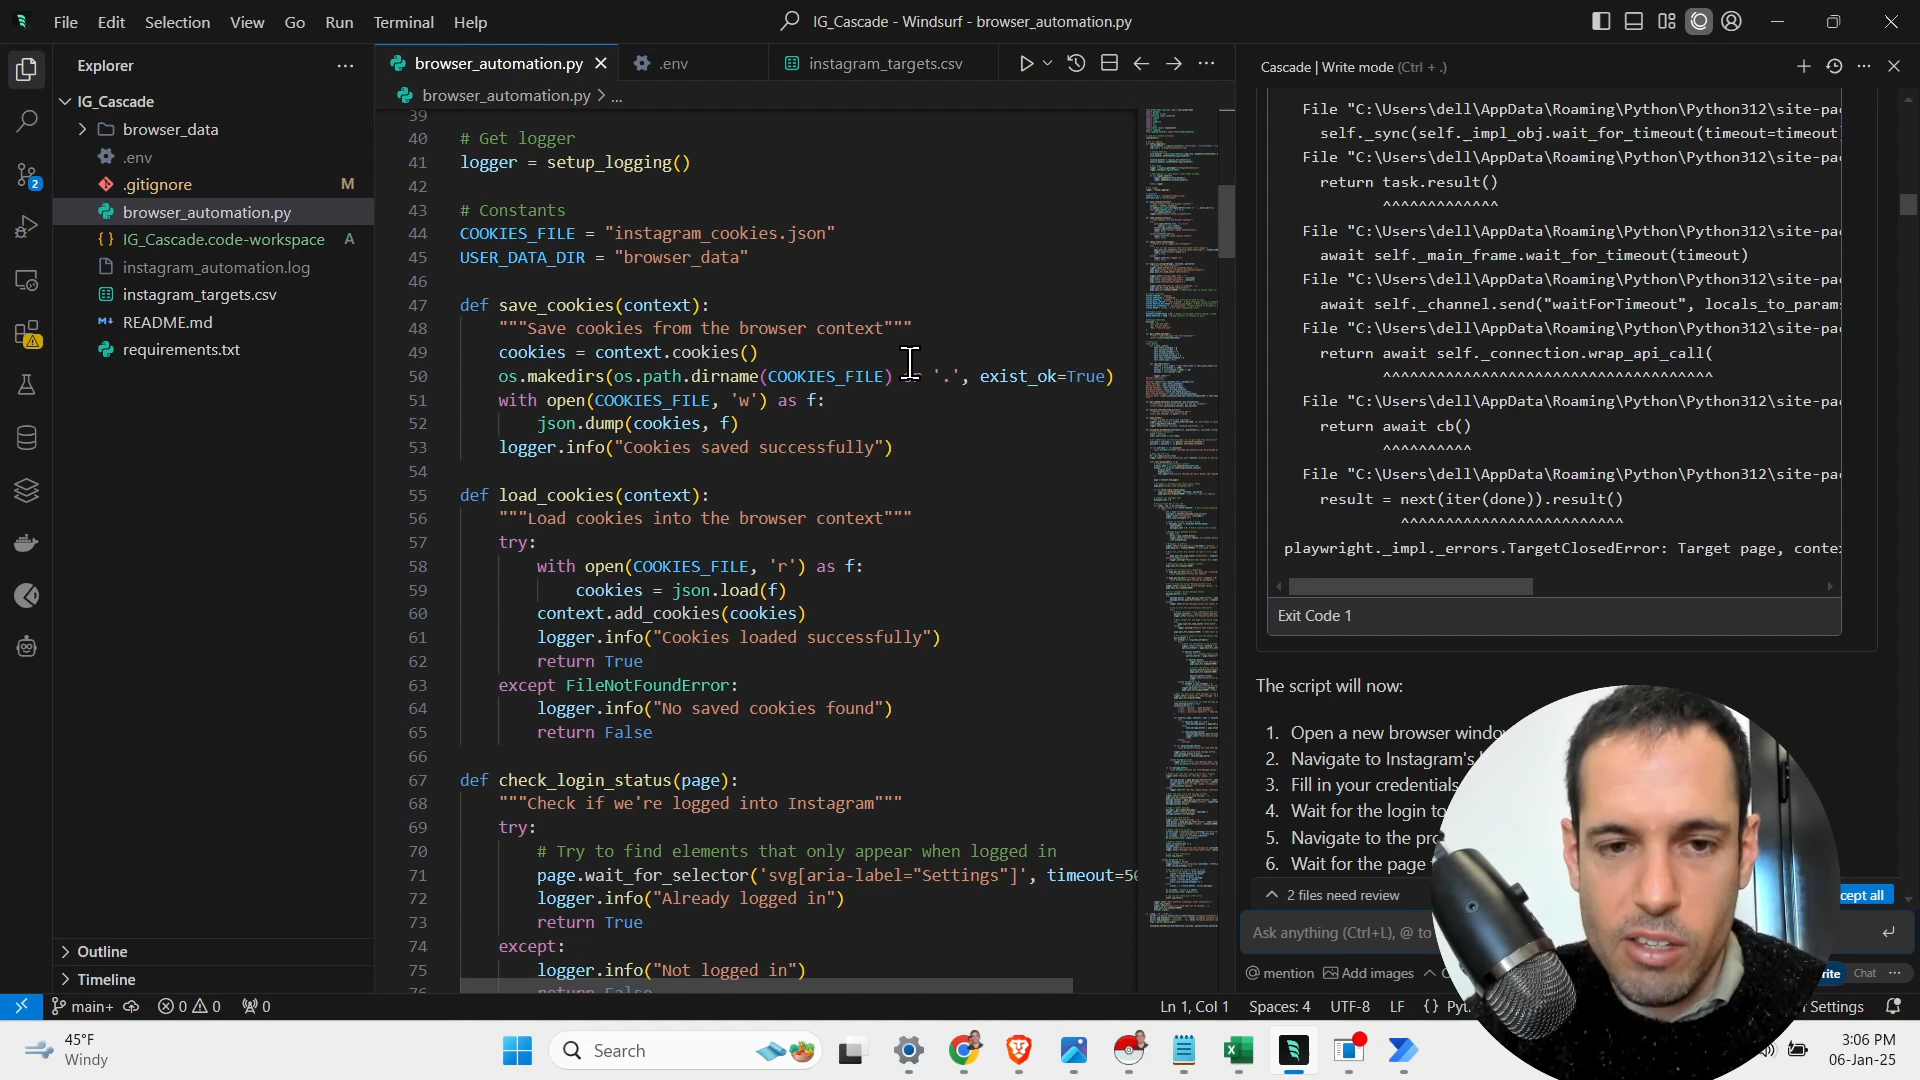 File Edit Selection View Go Run Terminal Help
IG_Cascade - Windsurf - browser_automation.py
Explorer
IG_Cascade
browser_data
.env
.gitignore M
browser_automation.py
IG_Cascade.code-workspace A
instagram_automation.log
instagram_targets.csv
README.md
requirements.txt
Outline
Timeline
2
browser_automation.py
.env
instagram_targets.csv
browser_automation.py > ...
39
40 # Get logger
41 logger = setup_logging()
42
43 # Constants
44 COOKIES_FILE = "instagram_cookies.json"
45 USER_DATA_DIR = "browser_data"
46
47 def save_cookies(context):
48 """Save cookies from the browser context"""
49 cookies = context.cookies()
50 os.makedirs(os.path.dirname(COOKIES_FILE) '.', exist_ok=True)
51 with open(COOKIES_FILE, 'w') as f:
52 json.dump(cookies, f)
53 logger.info("Cookies saved successfully")
54
55 def load_cookies(context):
56 """Load cookies into the browser context"""
57 try:
58 with open(COOKIES_FILE, 'r') as f:
59 cookies = json.load(f)
60 context.add_cookies(cookies)
61 logger.info("Cookies loaded successfully")
62 return True
63 except FileNotFoundError:
64 logger.info("No saved cookies found")
65 return False
66
67 def check_login_status(page):
68 """Check if we're logged into Instagram"""
69 try:
70 # Try to find elements that only appear when logged in
71 page.wait_for_selector('svg[aria-label="Settings"]', timeout=50
72 logger.info("Already logged in")
73 return True
74 except:
75 logger.info("Not logged in")
76 return False
Cascade | Write mode (Ctrl + .)
File "C:\Users\dell\AppData\Roaming\Python\Python312\site-pa
self._sync(self._impl_obj.wait_for_timeout(timeout=timeout
File "C:\Users\dell\AppData\Roaming\Python\Python312\site-pa
return task.result()
^^^^^^^^^^^^^
File "C:\Users\dell\AppData\Roaming\Python\Python312\site-pa
await self._main_frame.wait_for_timeout(timeout)
File "C:\Users\dell\AppData\Roaming\Python\Python312\site-pa
await self._channel.send("waitForTimeout", locals_to_param
File "C:\Users\dell\AppData\Roaming\Python\Python312\site-pa
return await self._connection.wrap_api_call(
^^^^^^^^^^^^^^^^^^^^^^^^^^^^^^^^^^^^
File "C:\Users\dell\AppData\Roaming\Python\Python312\site-pa
return await cb()
^^^^^^^^^^
File "C:\Users\dell\AppData\Roaming\Python\Python312\site-pa
result = next(iter(done)).result()
^^^^^^^^^^^^^^^^^^^^^^^^^
playwright._impl._errors.TargetClosedError: Target page, conte
Exit Code 1
The script will now:
1. Open a new browser windo
2. Navigate to Instagram's
3. Fill in your credentials
4. Wait for the login to
5. Navigate to the pro
6. Wait for the page
2 files need review
cept all
Ask anything (Ctrl+L), @ to
@ mention Add images
rite Chat
main+ 0 0 0
Ln 1, Col 1 Spaces: 4 UTF-8 LF {} Pyt
Settings
45°F
Windy
Search
3:06 PM
06-Jan-25